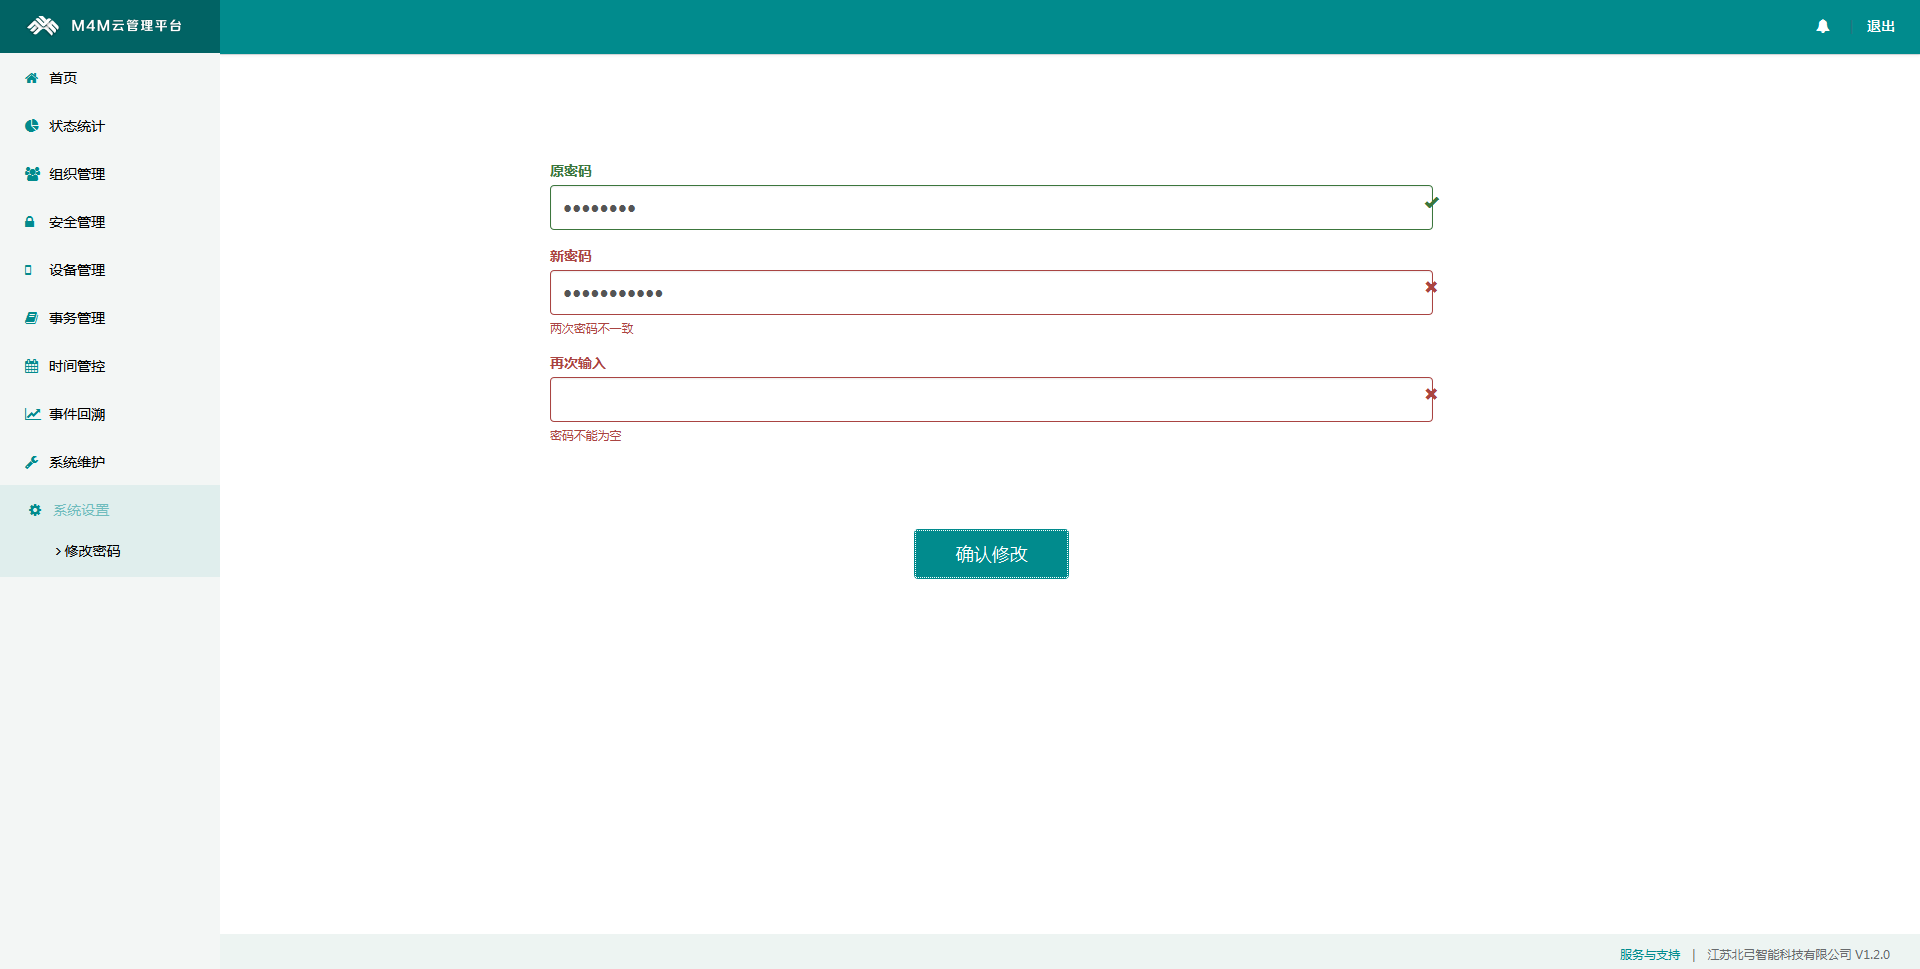 M4M云管理平台
退出
首页
状态统计
组织管理
安全管理
设备管理
事务管理
时间管控
事件回溯
系统维护
系统设置
修改密码
原密码
••••••••
新密码
•••••••••••
两次密码不一致
再次输入
密码不能为空
确认修改
服务与支持 | 江苏北弓智能科技有限公司 V1.2.0